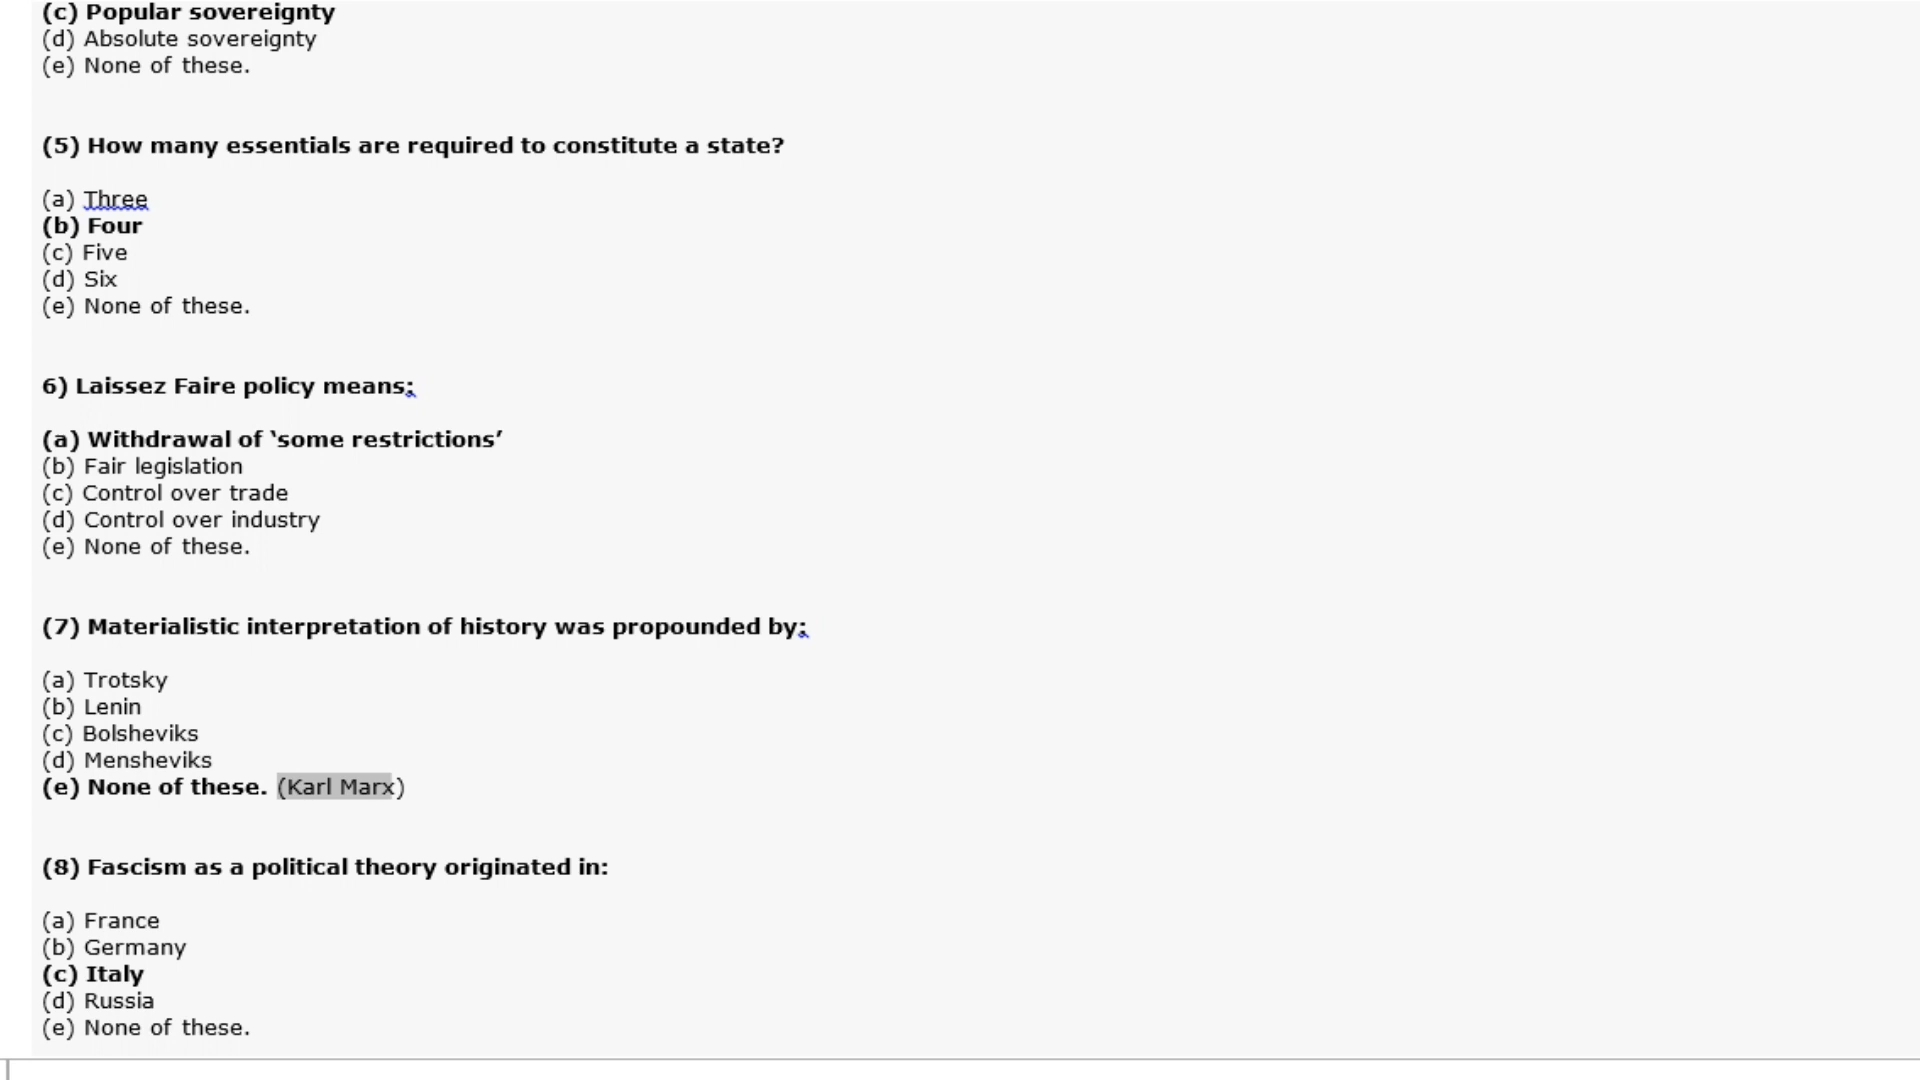 (c) Popular sovereignty
(d) Absolute sovereignty
(e) None of these.
(5) How many essentials are required to constitute a state?
(a) Three
(b) Four
(c) Five
(d) Six
(e) None of these.
6) Laissez Faire policy means:
(a) Withdrawal of ‘some restrictions’
(b) Fair legislation
(c) Control over trade
(d) Control over industry
(e) None of these.
(7) Materialistic interpretation of history was propounded by:
(a) Trotsky
(b) Lenin
(c) Bolsheviks
(d) Mensheviks
(e) None of these. (Karl Marx)
(8) Fascism as a political theory originated in:
(a) France
(b) Germany
(c) Italy
(d) Russia
(e) None of these.